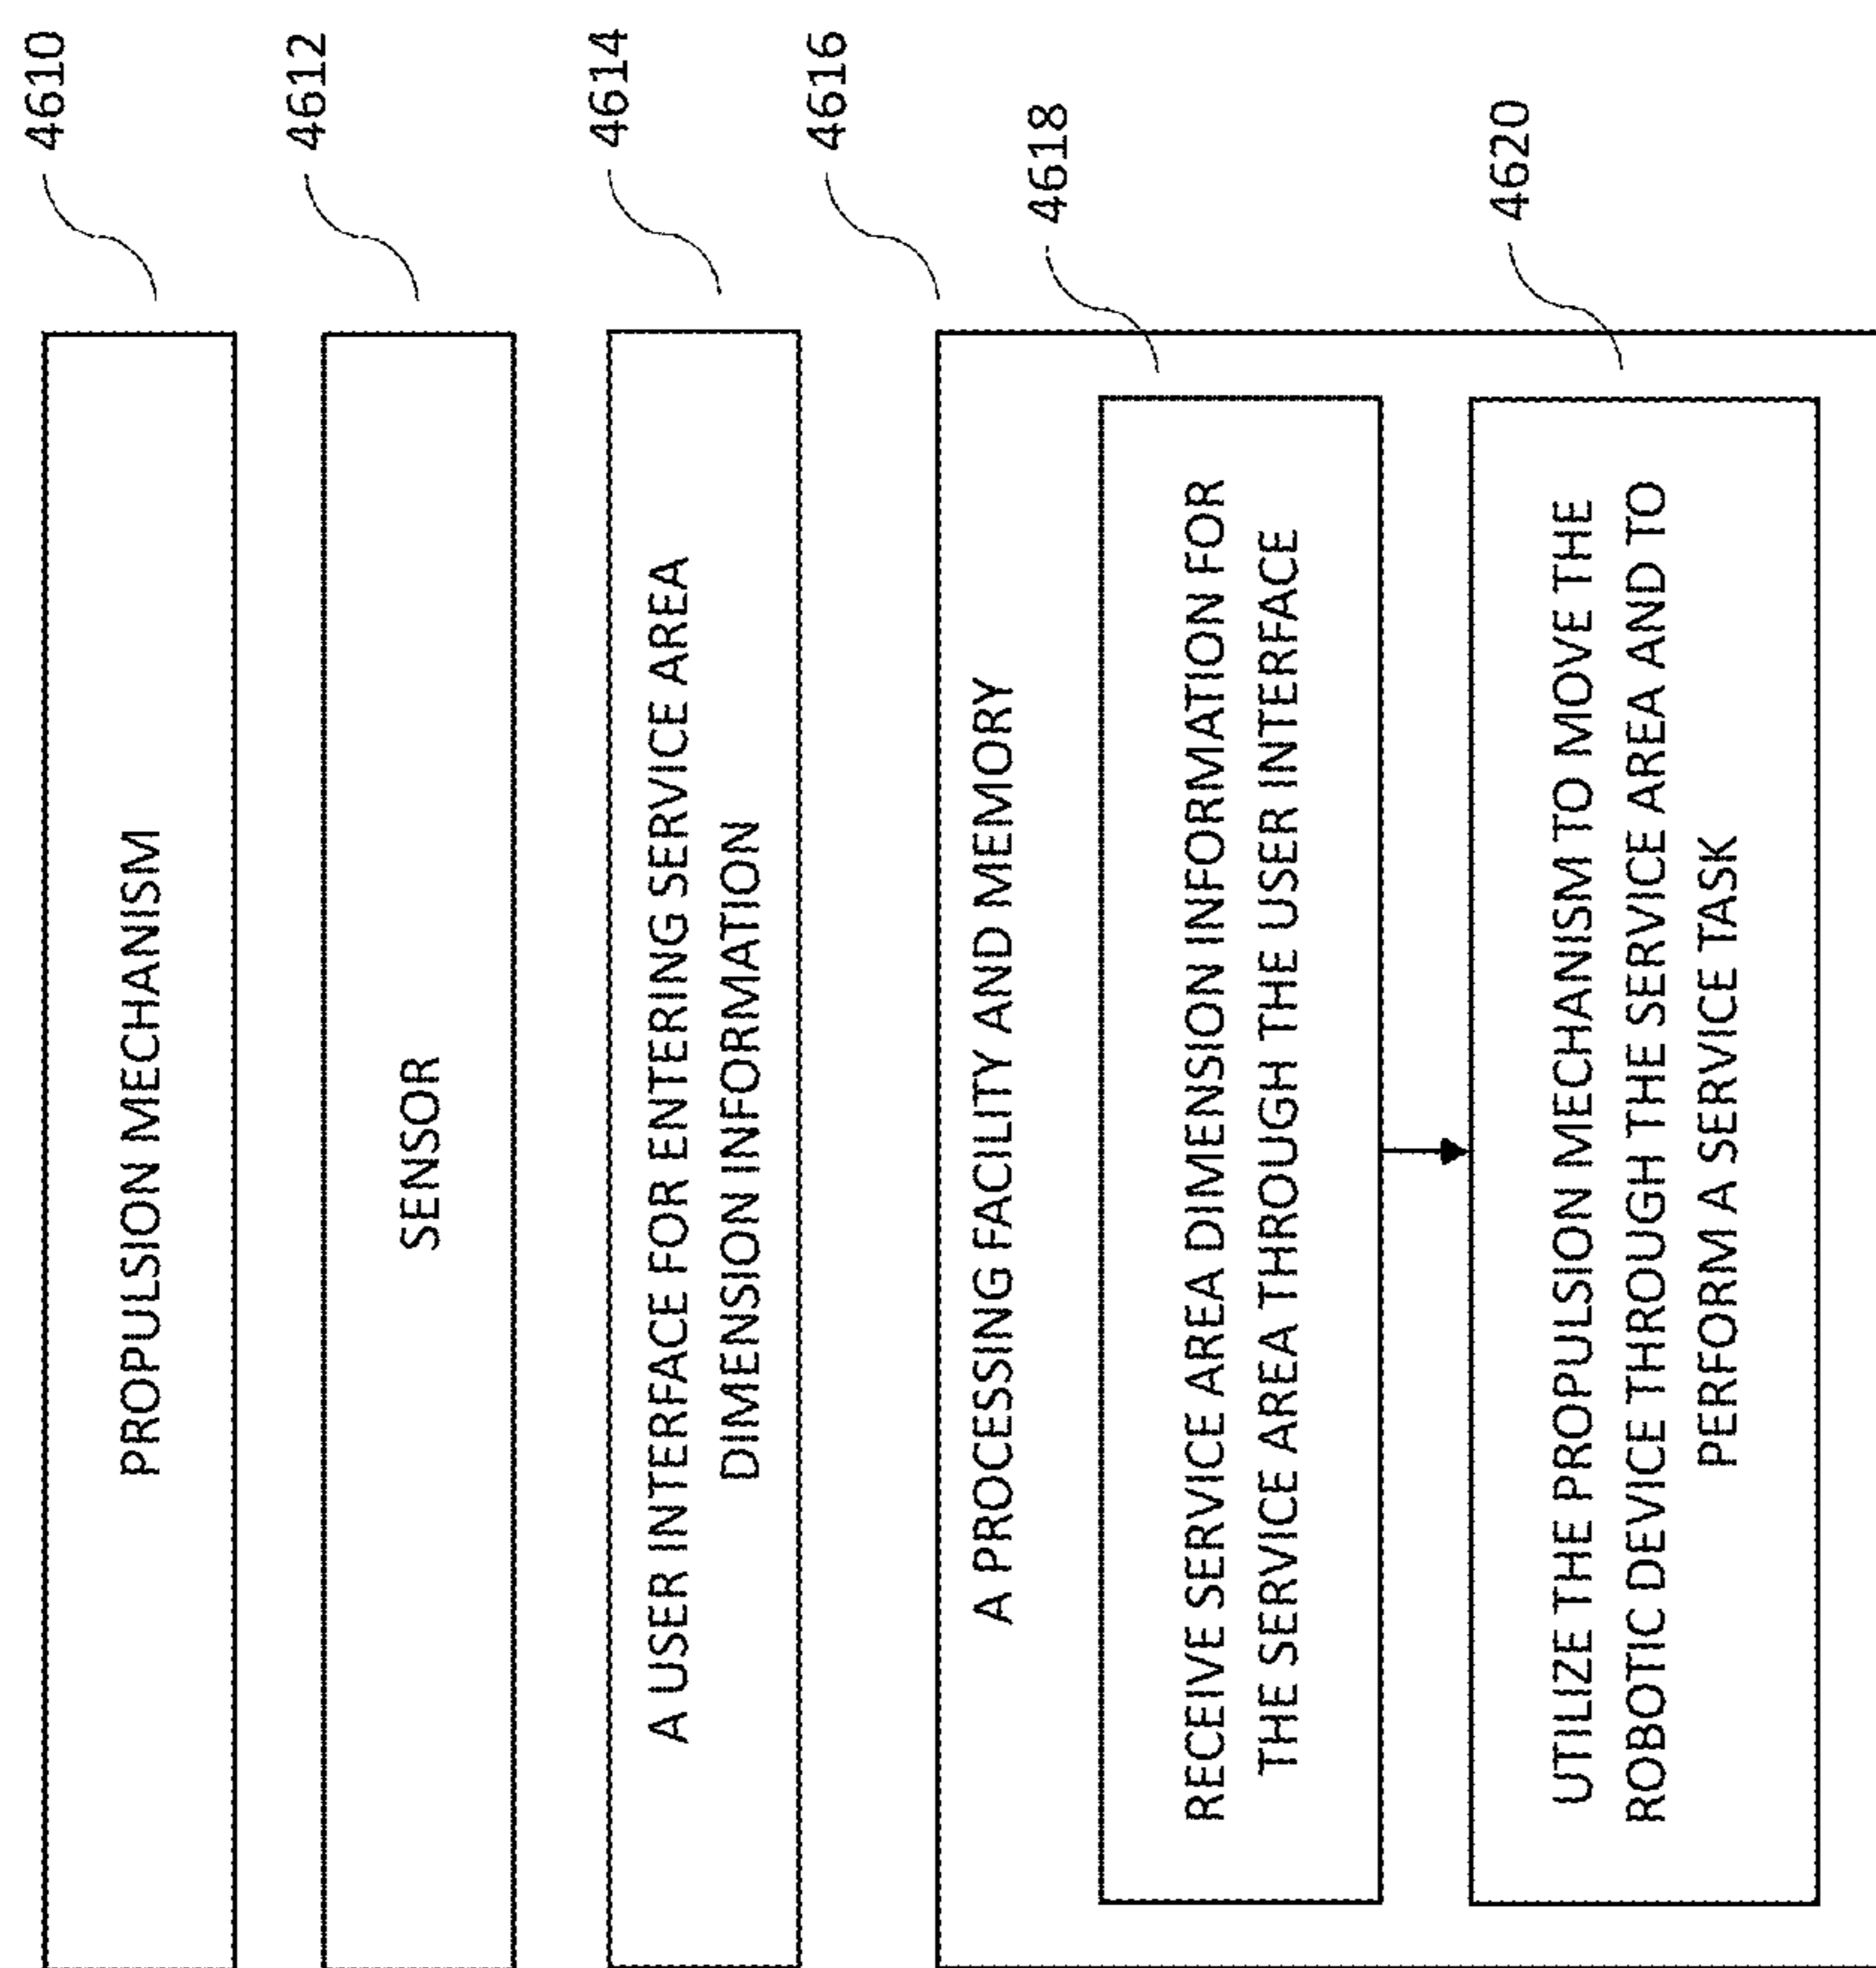 4610
PROPULSION MECHANISM
4612
SENSOR
4614
A USER INTERFACE FOR ENTERING SERVICE AREA
DIMENSION INFORMATION
4616
A PROCESSING FACILITY AND MEMORY
4618
RECEIVE SERVICE AREA DIMENSION INFORMATION FOR
THE SERVICE AREA THROUGH THE USER INTERFACE
4620
UTILIZE THE PROPULSION MECHANISM TO MOVE THE
ROBOTIC DEVICE THROUGH THE SERVICE AREA AND TO
PERFORM A SERVICE TASK